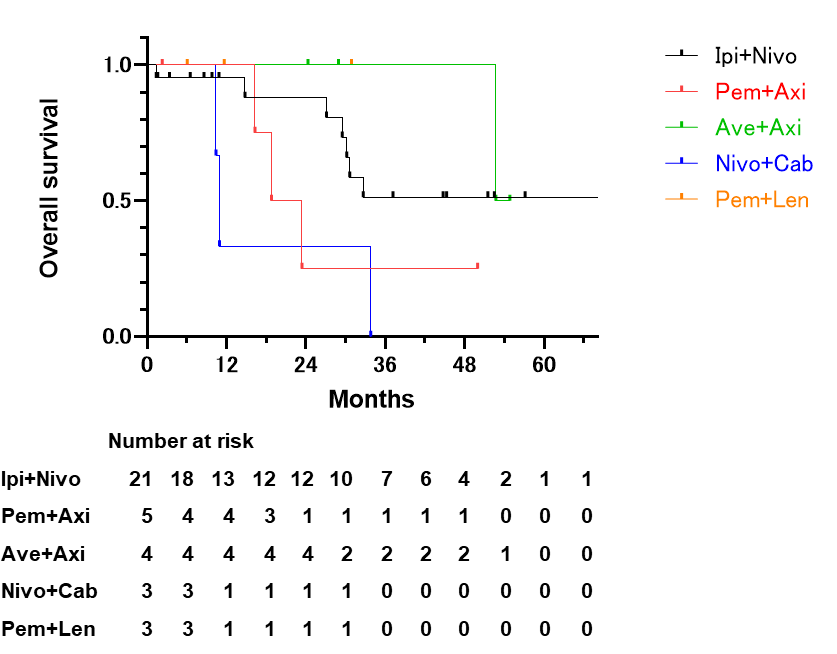 Overall survival
1.0
0.5
0.0
0 12 24 36 48 60
Months
Ipi+Nivo
Pem+Axi
Ave+Axi
Nivo+Cab
Pem+Len
Number at risk
Ipi+Nivo 21 18 13 12 12 10 7 6 4 2 1 1
Pem+Axi 5 4 4 3 1 1 1 1 1 0 0 0
Ave+Axi 4 4 4 4 4 2 2 2 2 1 0 0
Nivo+Cab 3 3 1 1 1 1 0 0 0 0 0 0
Pem+Len 3 3 1 1 1 1 0 0 0 0 0 0